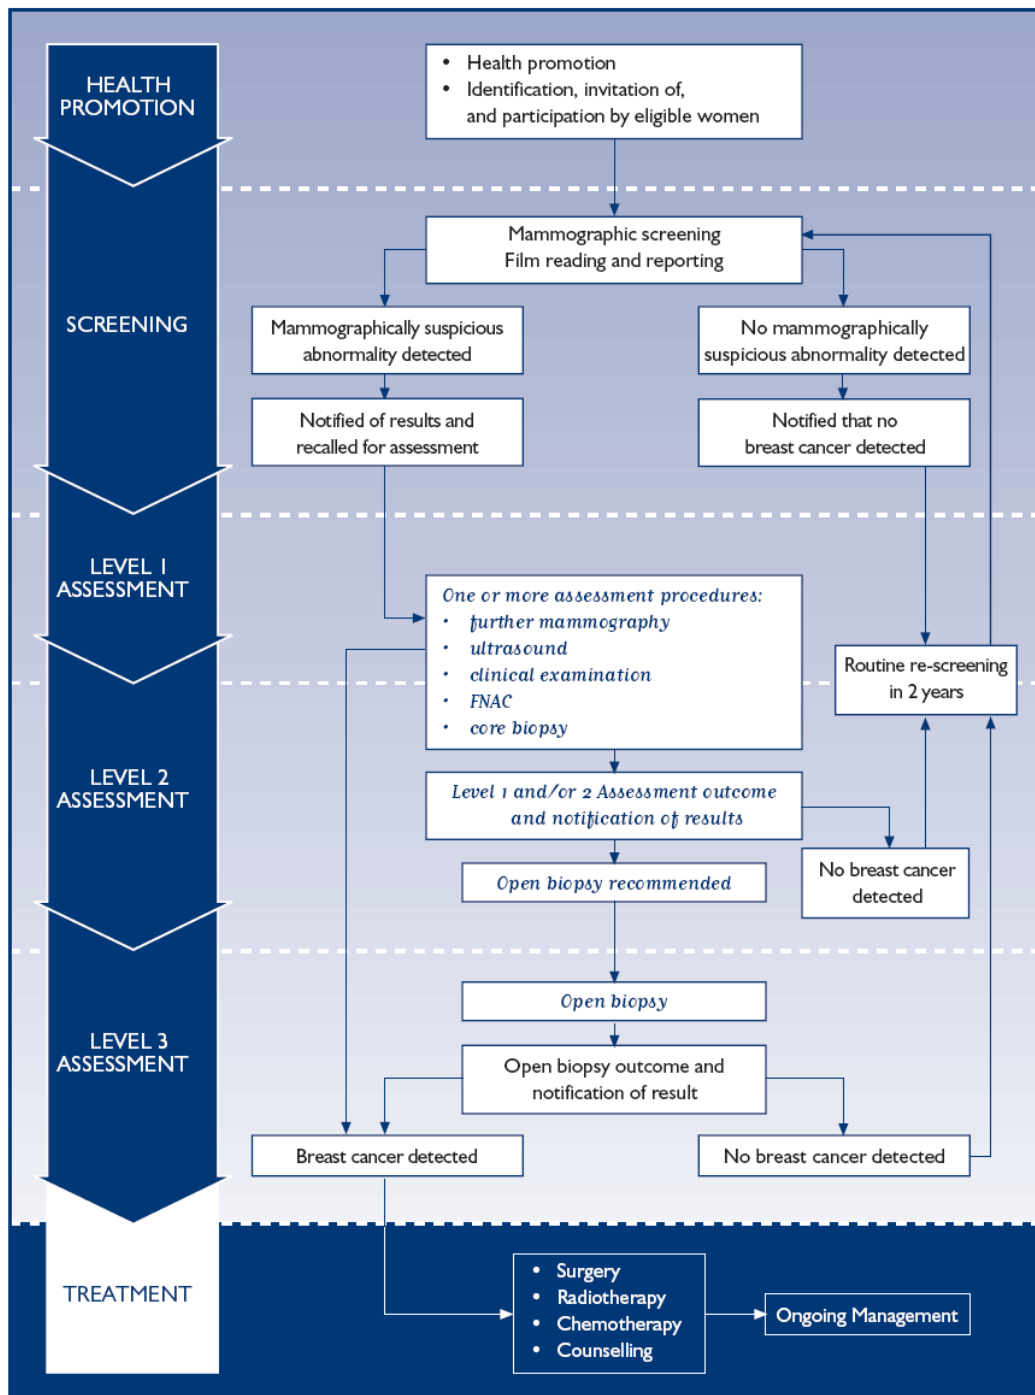 HEALTH
PROMOTION
• Health promotion
• Identification, invitation of,
and participation by eligible women
SCREENING
Mammographic screening
Film reading and reporting
Mammographically suspicious
abnormality detected
No mammographically
suspicious abnormality detected
Notified of results and
recalled for assessment
Notified that no
breast cancer detected
LEVEL 1
ASSESSMENT
One or more assessment procedures:
• further mammography
• ultrasound
• clinical examination
• FNAC
• core biopsy
Routine re-screening
in 2 years
LEVEL 2
ASSESSMENT
Level 1 and/or 2 Assessment outcome
and notification of results
No breast cancer
detected
Open biopsy recommended
LEVEL 3
ASSESSMENT
Open biopsy
Open biopsy outcome and
notification of result
Breast cancer detected
No breast cancer detected
TREATMENT
• Surgery
• Radiotherapy
• Chemotherapy
• Counselling
Ongoing Management